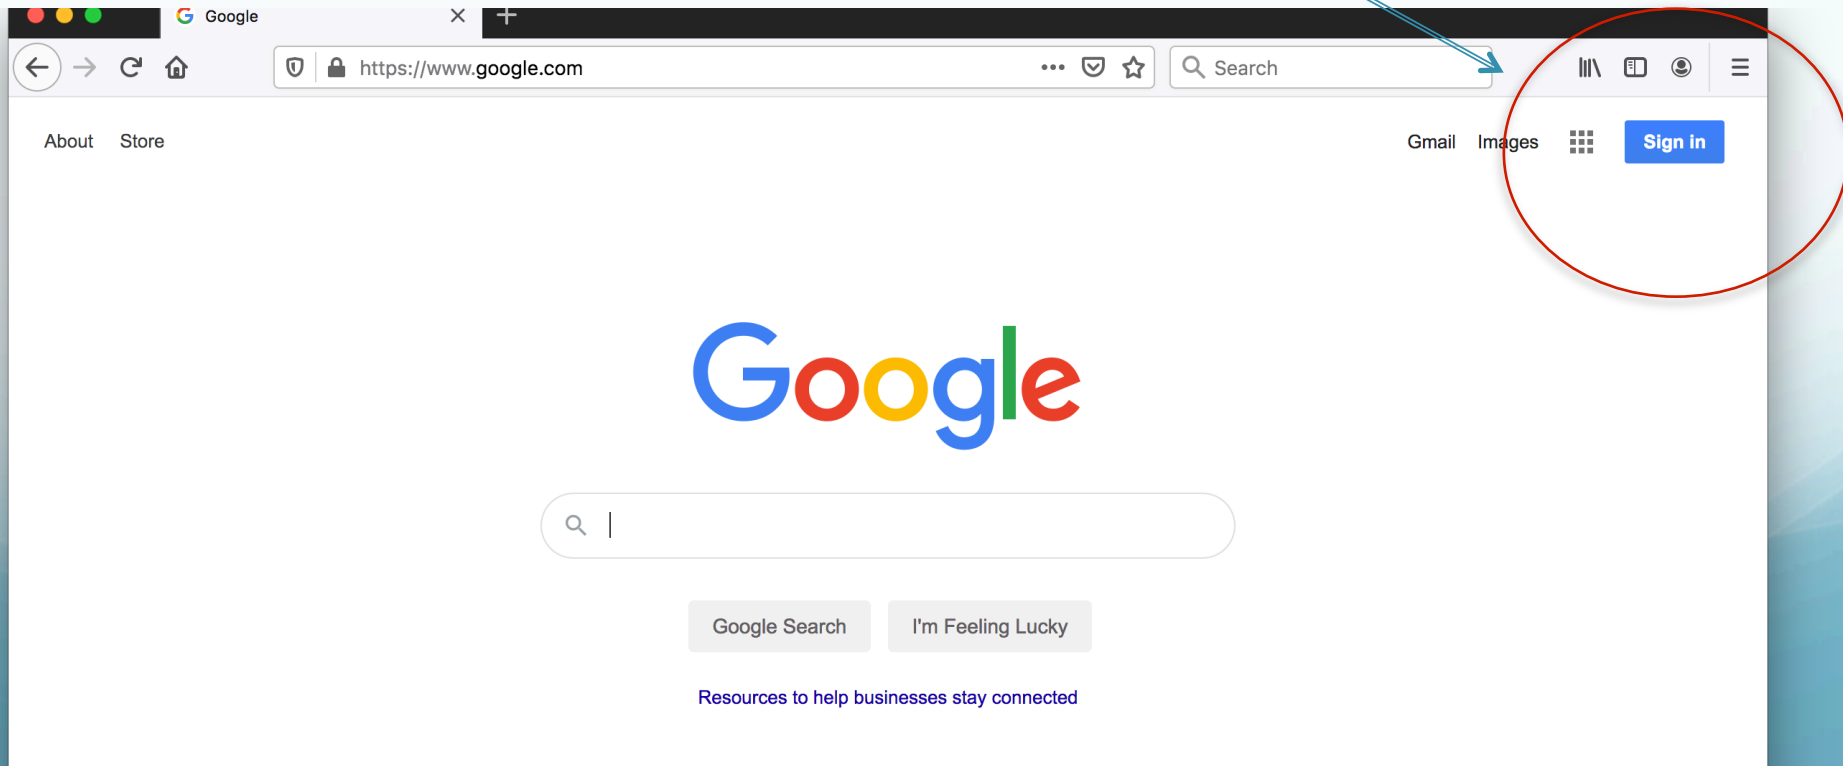 Google
https://www.google.com
Search
About Store
Gmail Images Sign in
Google
Google Search I'm Feeling Lucky
Resources to help businesses stay connected